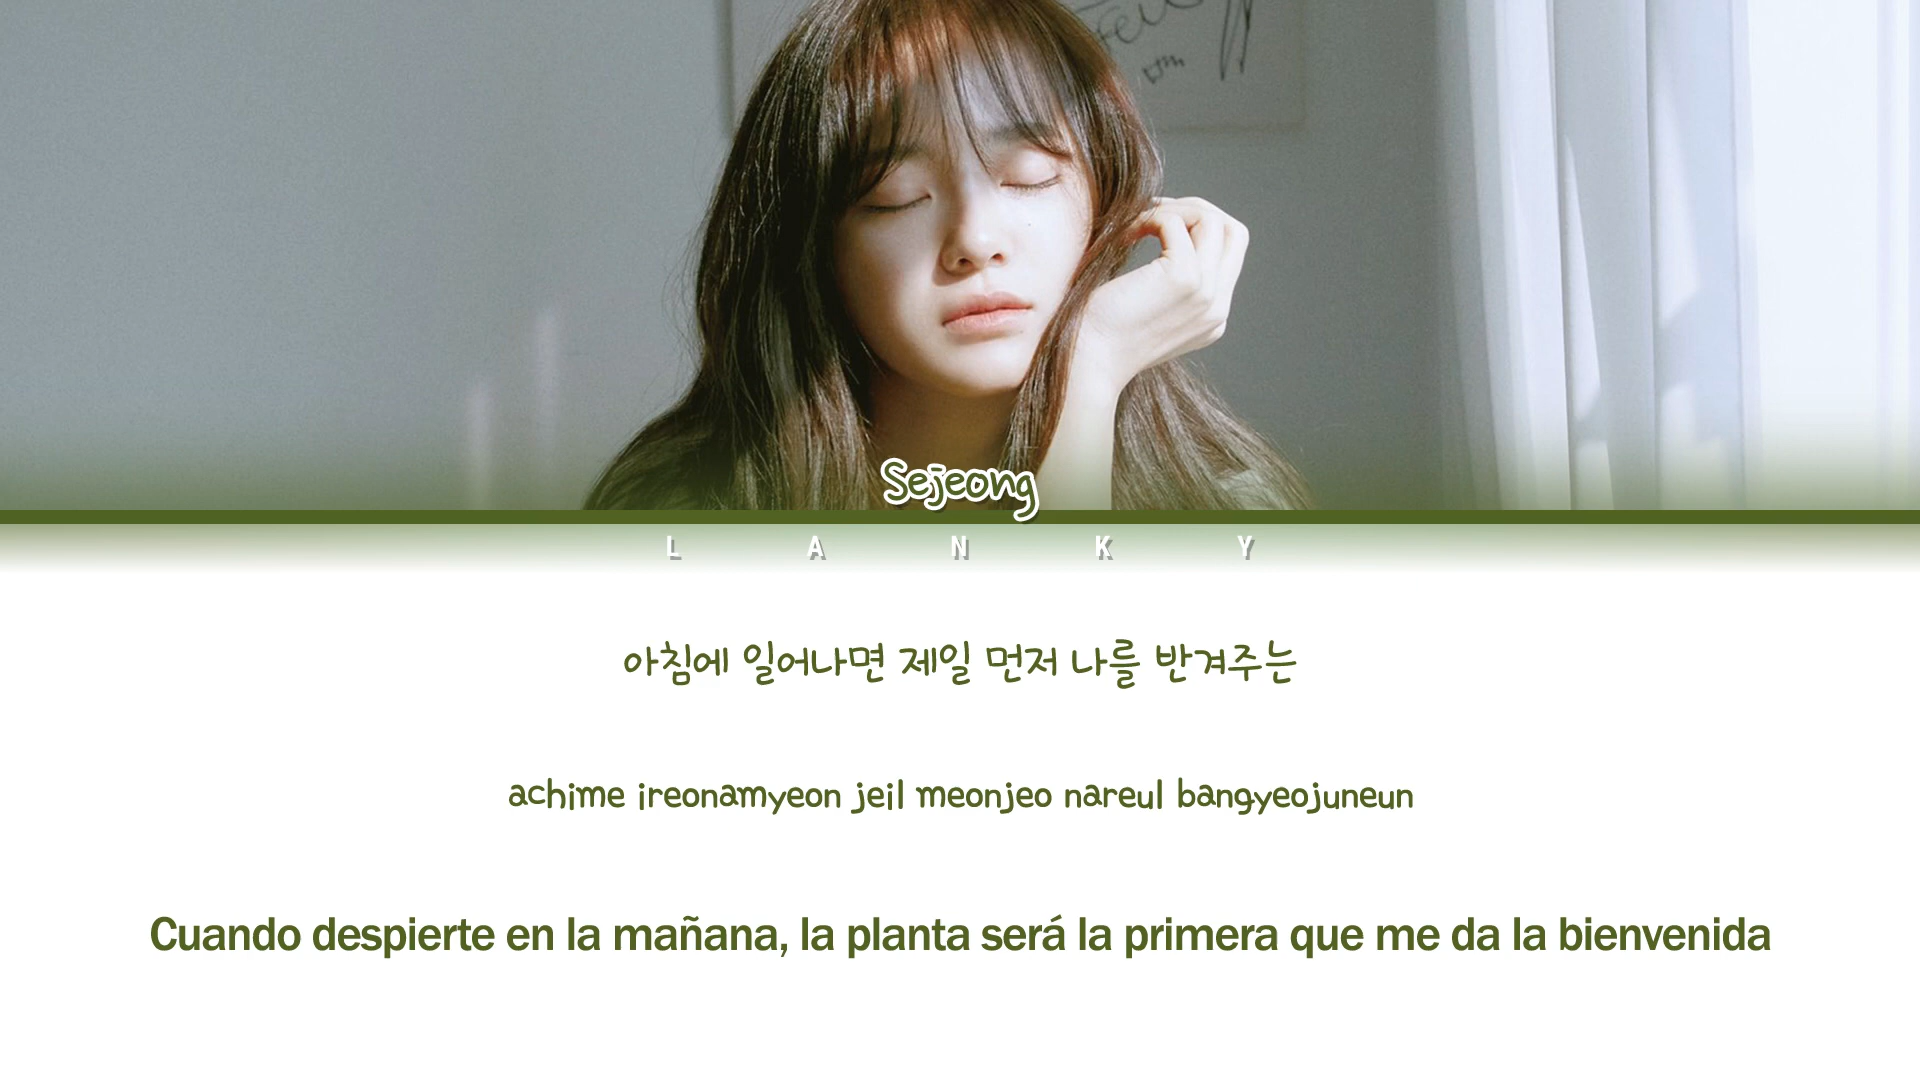 Sejeong
L A N K Y
아침에 일어나면 제일 먼저 나를 반겨주는
achime ireonamyeon jeil meonjeo nareul bangyeojuneun
Cuando despierte en la mañana, la planta será la primera que me da la bienvenida